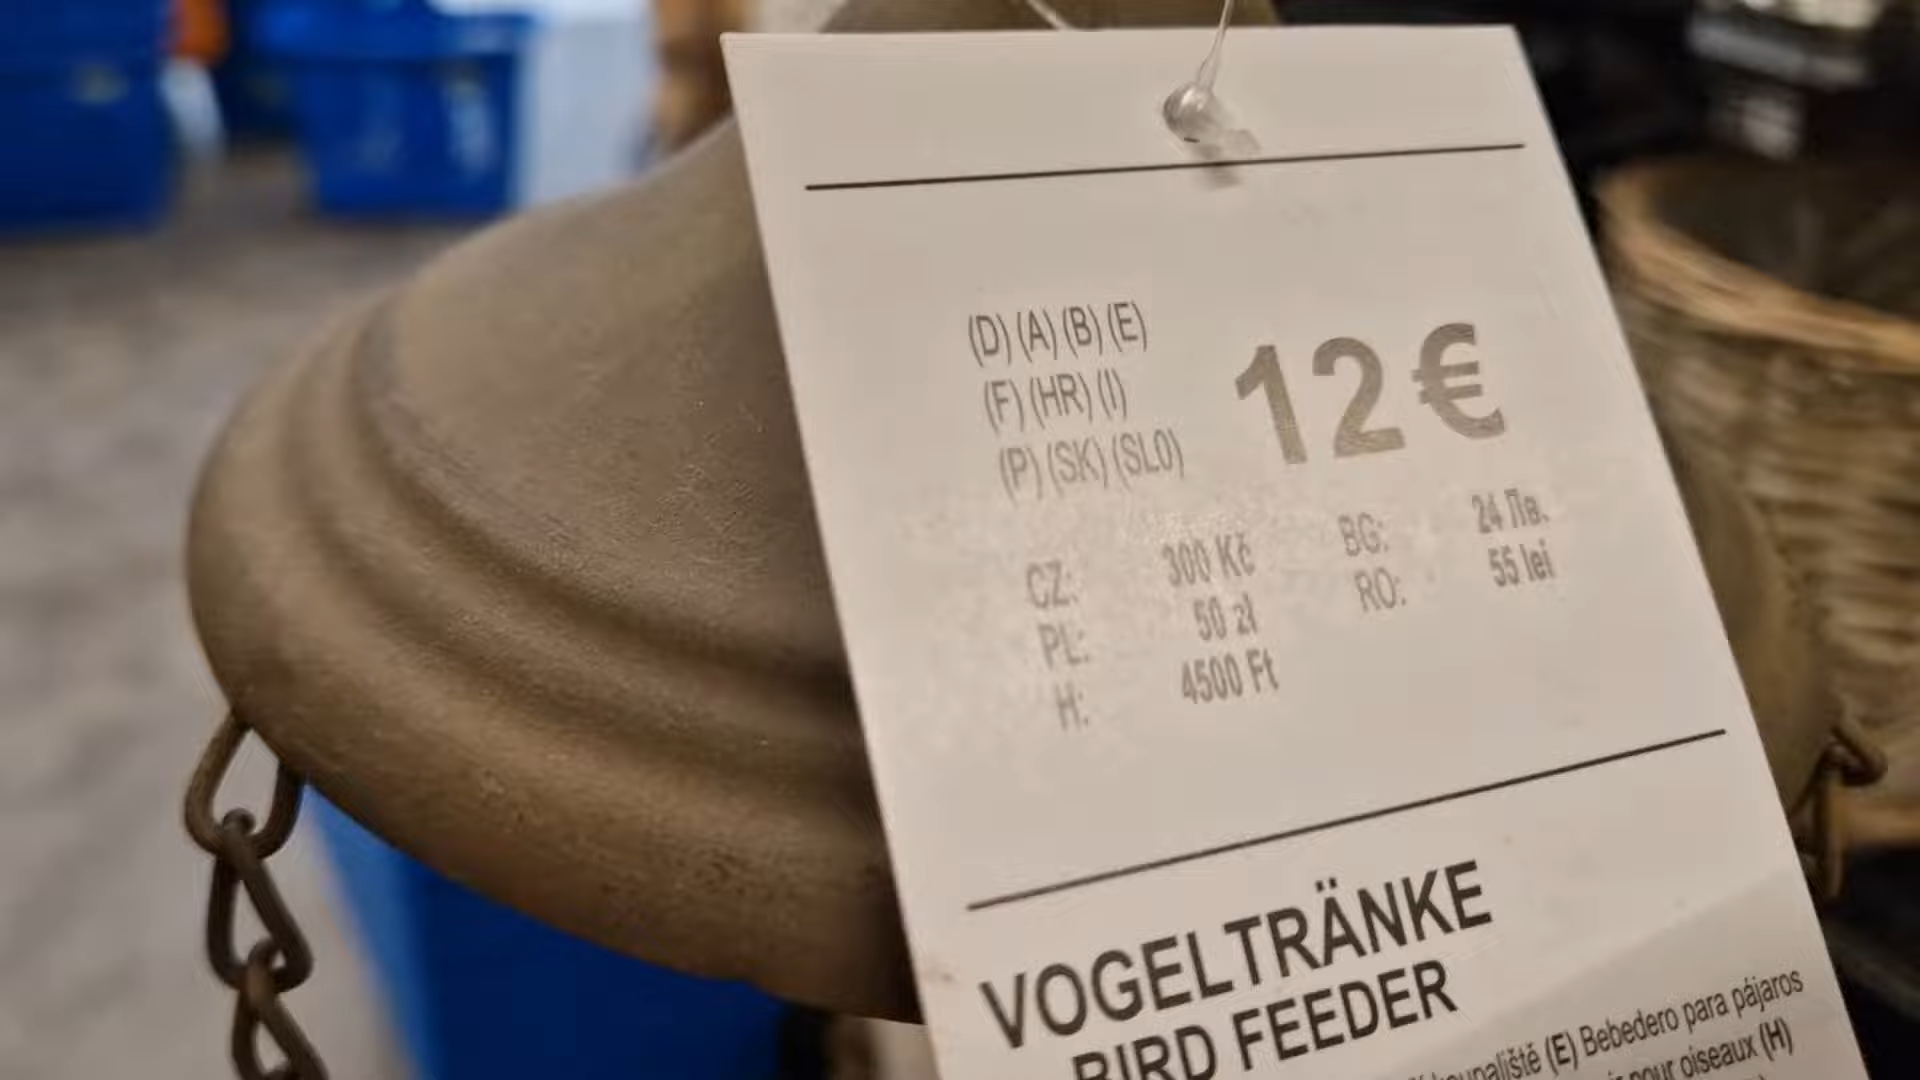 (D) (A) (B) (E)
(F) (HR) (I)
(P) (SK) (SLO)
12€
CZ: 300 Kč
PL: 50 zł
H: 4500 Ft
BG: 24 Лв.
RO: 55 lei
VOGELTRÄNKE
BIRD FEEDER
(E) Bebedero para pájaros
pour oiseaux (H)